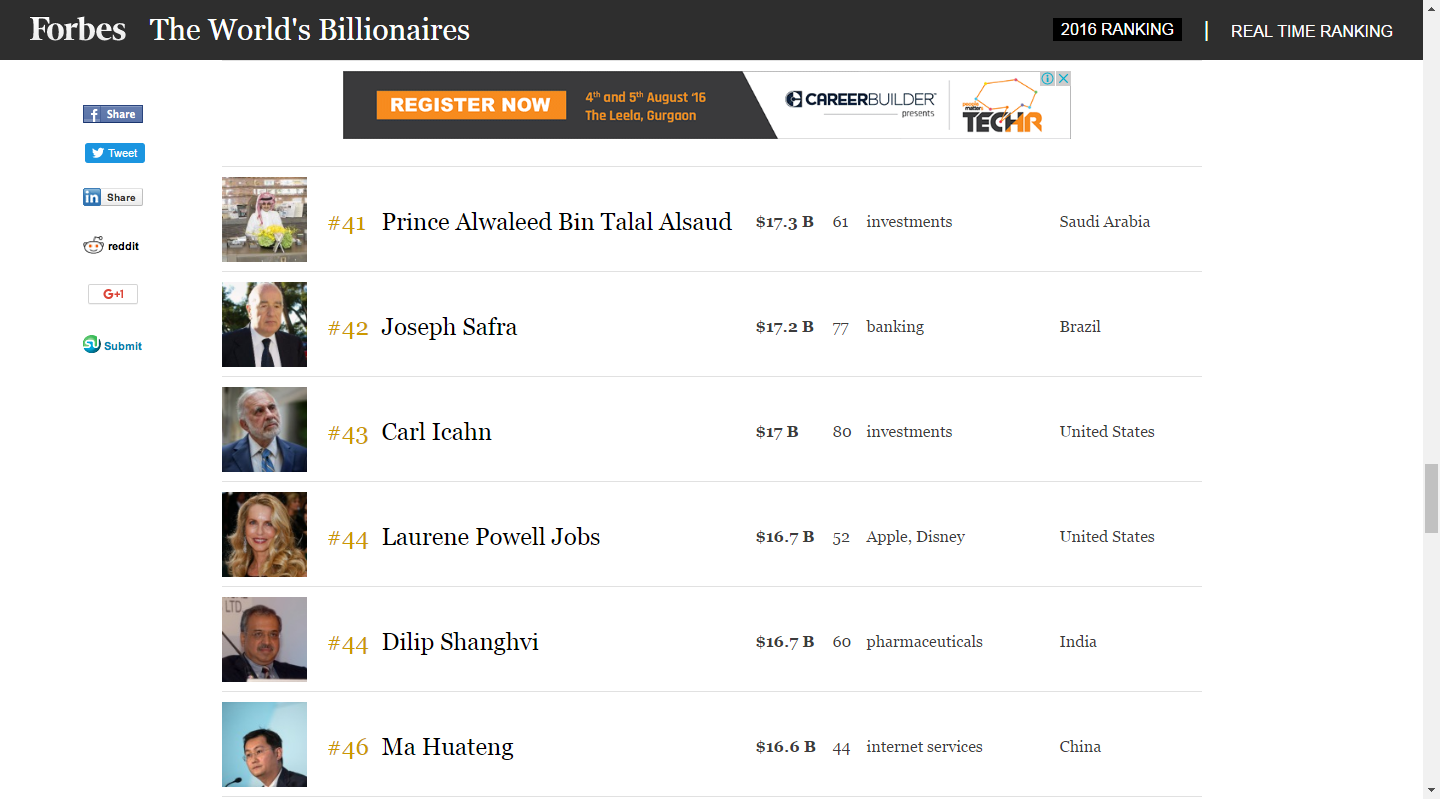 Forbes The World's Billionaires 2016 RANKING | REAL TIME RANKING
REGISTER NOW
4th and 5th August '16
The Leela, Gurgaon
CAREERBUILDER
presents
people
matters
TECHR
Share
Tweet
Share
reddit
G+1
Submit
#41 Prince Alwaleed Bin Talal Alsaud $17.3 B 61 investments Saudi Arabia
#42 Joseph Safra $17.2 B 77 banking Brazil
#43 Carl Icahn $17 B 80 investments United States
#44 Laurene Powell Jobs $16.7 B 52 Apple, Disney United States
LTD.
#44 Dilip Shanghvi $16.7 B 60 pharmaceuticals India
#46 Ma Huateng $16.6 B 44 internet services China